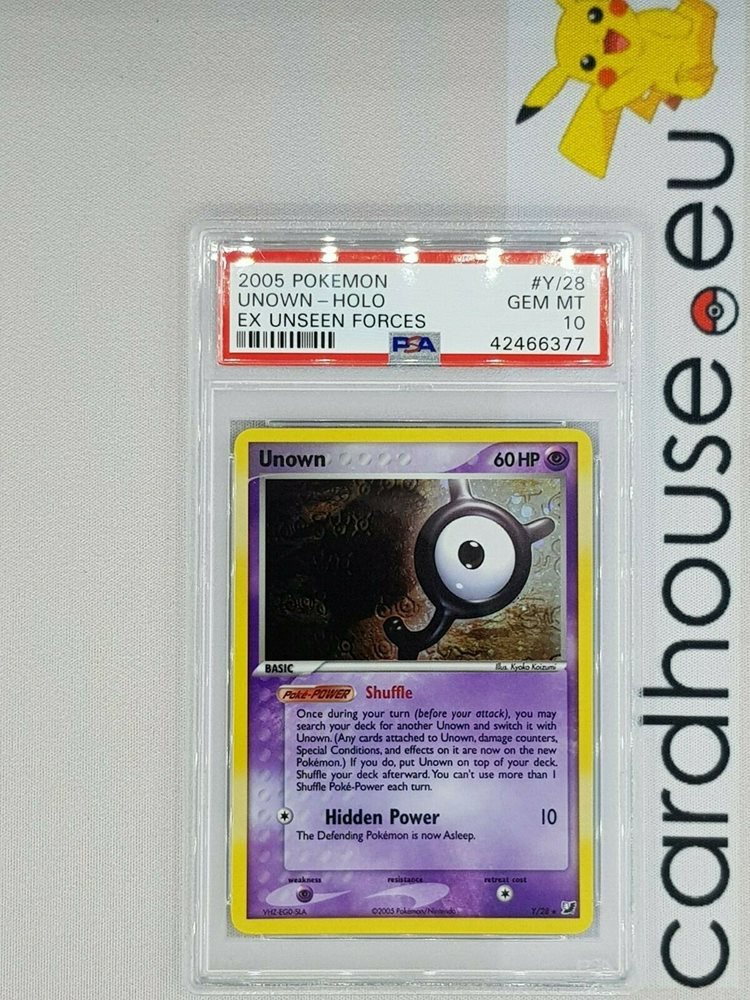 2005 POKEMON #Y/28
UNOWN-HOLO GEM MT
EX UNSEEN FORCES 10
PSA 42466377
Unown 60 HP
BASIC Illus. Kyoko Koizumi
Poké-POWER Shuffle
Once during your turn (before your attack), you may
search your deck for another Unown and switch it with
Unown. (Any cards attached to Unown, damage counters,
Special Conditions, and effects on it are now on the new
Pokémon.) If you do, put Unown on top of your deck.
Shuffle your deck afterward. You can't use more than 1
Shuffle Poké-Power each turn.
Hidden Power 10
The Defending Pokémon is now Asleep.
weakness resistance retreat cost
VHZ-EG0-5LA ©2005 Pokémon/Nintendo Y/28
cardhouse.eu